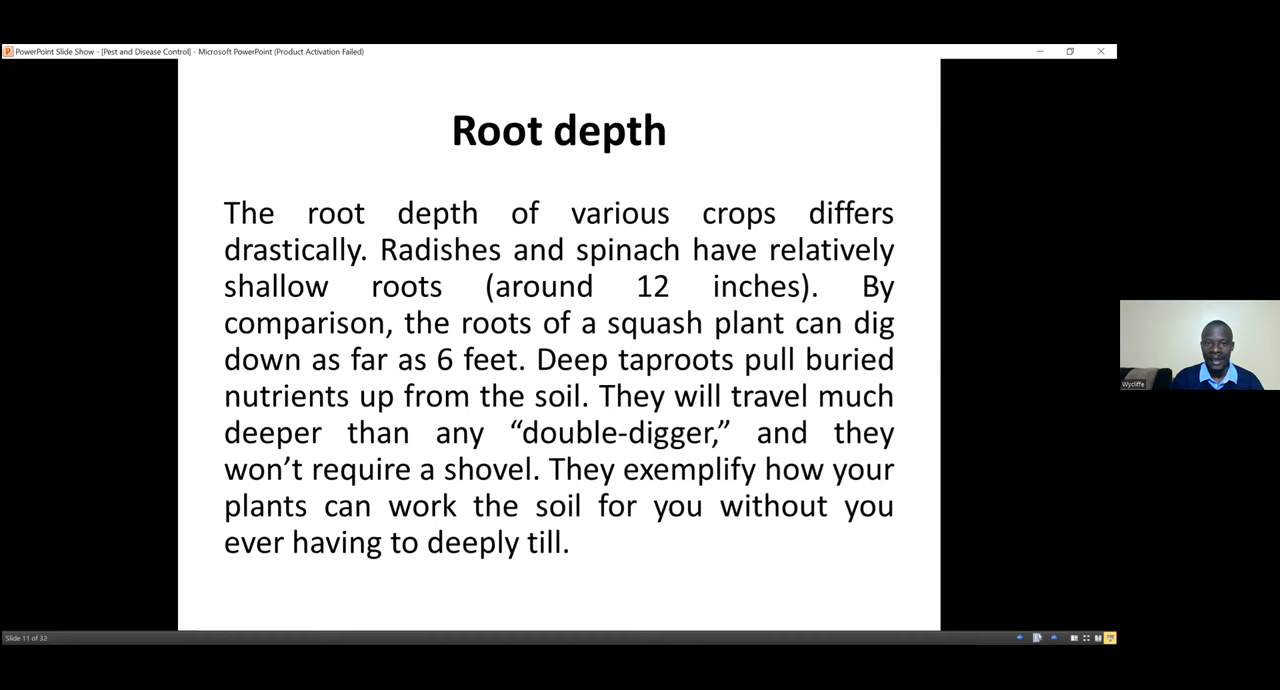 PowerPoint Slide Show - [Pest and Disease Control] - Microsoft PowerPoint (Product Activation Failed)
Root depth
The root depth of various crops differs
drastically. Radishes and spinach have relatively
shallow roots (around 12 inches). By
comparison, the roots of a squash plant can dig
down as far as 6 feet. Deep taproots pull buried
nutrients up from the soil. They will travel much
deeper than any “double-digger,” and they
won’t require a shovel. They exemplify how your
plants can work the soil for you without you
ever having to deeply till.
Wycliffe
Slide 11 of 32